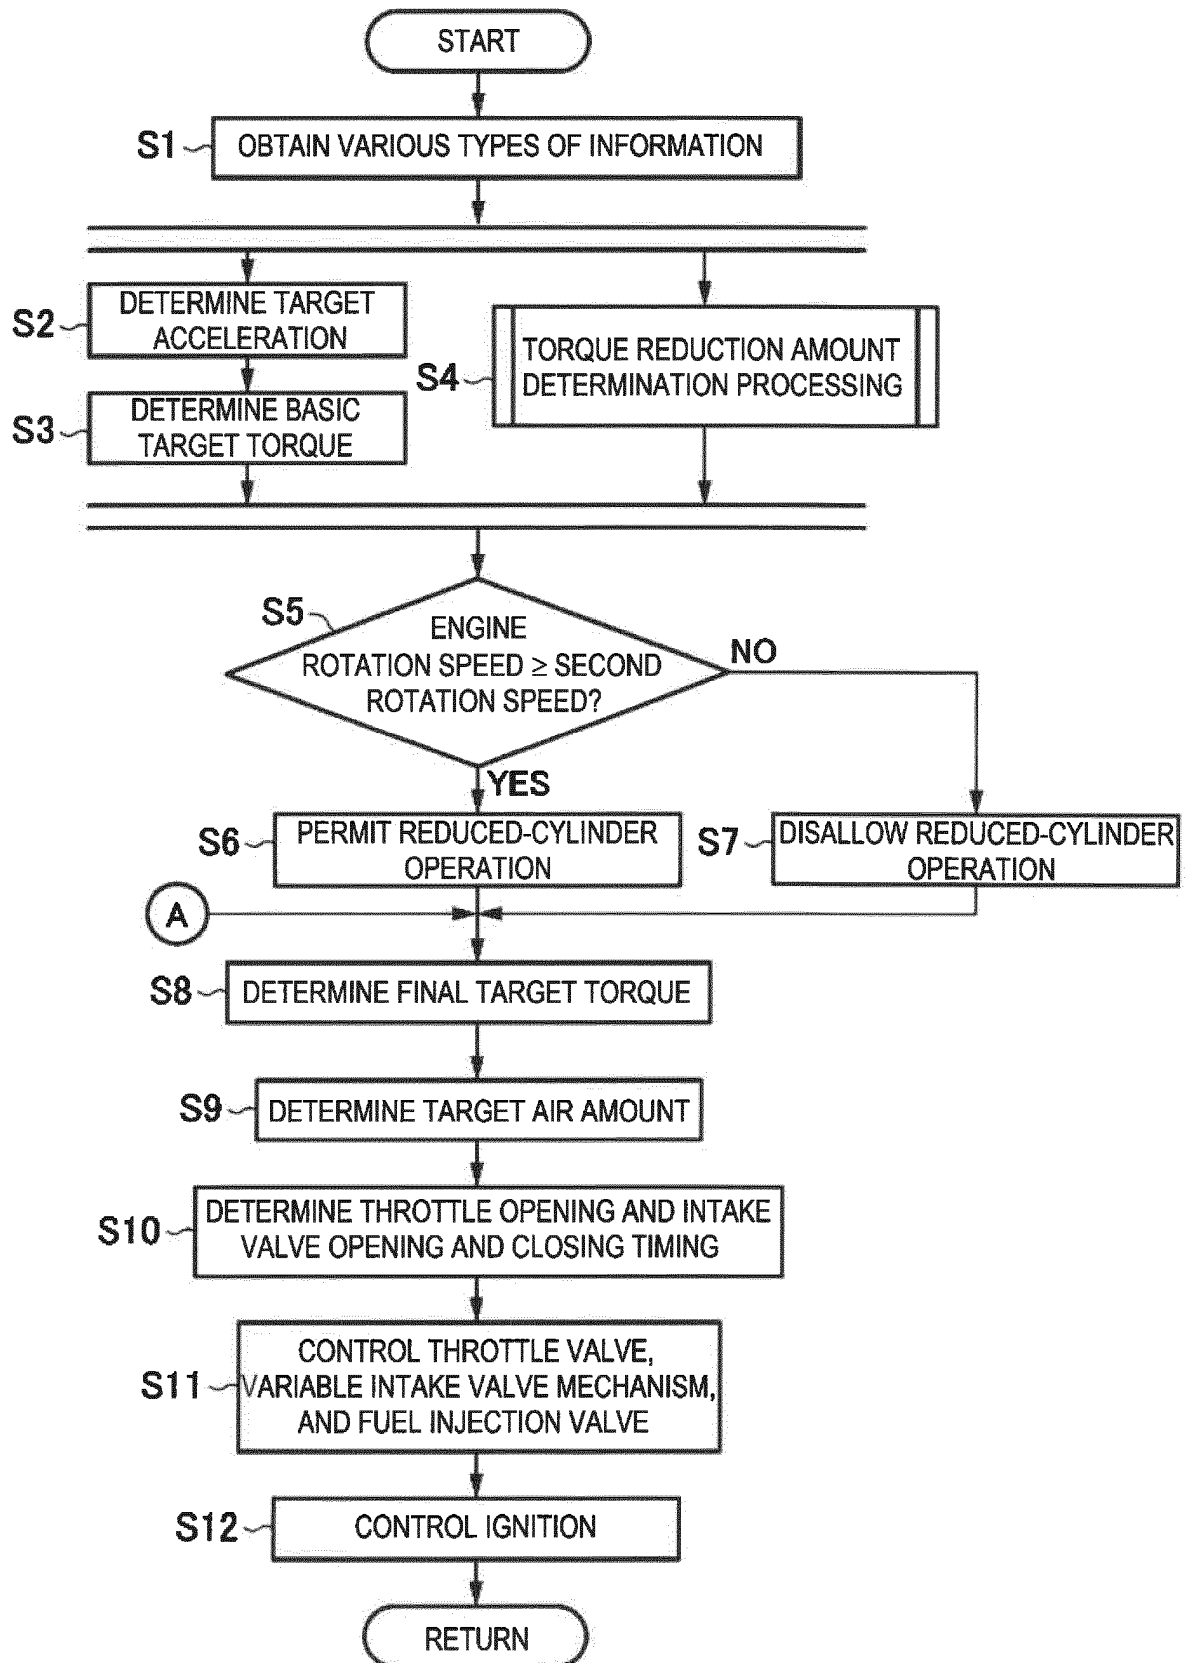 START
S1
OBTAIN VARIOUS TYPES OF INFORMATION
S2
DETERMINE TARGET
ACCELERATION
S3
DETERMINE BASIC
TARGET TORQUE
S4
TORQUE REDUCTION AMOUNT
DETERMINATION PROCESSING
S5
ENGINE
ROTATION SPEED ≥ SECOND
ROTATION SPEED?
NO
YES
S6
PERMIT REDUCED-CYLINDER
OPERATION
S7
DISALLOW REDUCED-CYLINDER
OPERATION
A
S8
DETERMINE FINAL TARGET TORQUE
S9
DETERMINE TARGET AIR AMOUNT
S10
DETERMINE THROTTLE OPENING AND INTAKE
VALVE OPENING AND CLOSING TIMING
S11
CONTROL THROTTLE VALVE,
VARIABLE INTAKE VALVE MECHANISM,
AND FUEL INJECTION VALVE
S12
CONTROL IGNITION
RETURN